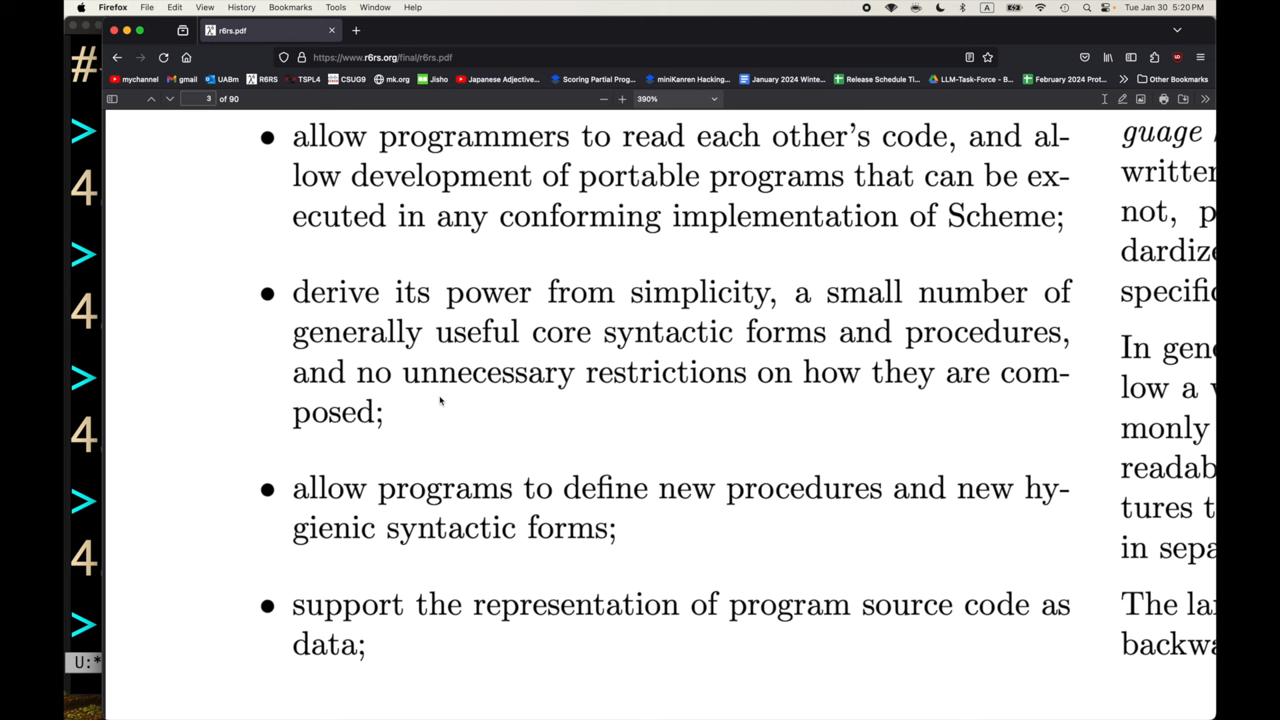 Firefox File Edit View History Bookmarks Tools Window Help Tue Jan 30 5:20 PM
r6rs.pdf
https://www.r6rs.org/final/r6rs.pdf
mychannel gmail UABm R6RS TSPL4 CSUG9 mk.org Jisho Japanese Adjective... Scoring Partial Prog... miniKanren Hacking... January 2024 Winte... Release Schedule Ti... LLM-Task-Force - B... February 2024 Prot... Other Bookmarks
3 of 90 390%
#
>
4
>
4
>
4
>
4
>
U:*
• allow programmers to read each other's code, and al-
low development of portable programs that can be ex-
ecuted in any conforming implementation of Scheme;
• derive its power from simplicity, a small number of
generally useful core syntactic forms and procedures,
and no unnecessary restrictions on how they are com-
posed;
• allow programs to define new procedures and new hy-
gienic syntactic forms;
• support the representation of program source code as
data;
guage
written
not, p
dardize
specific
In gene
low a
monly
readab
tures t
in sepa
The la
backwa